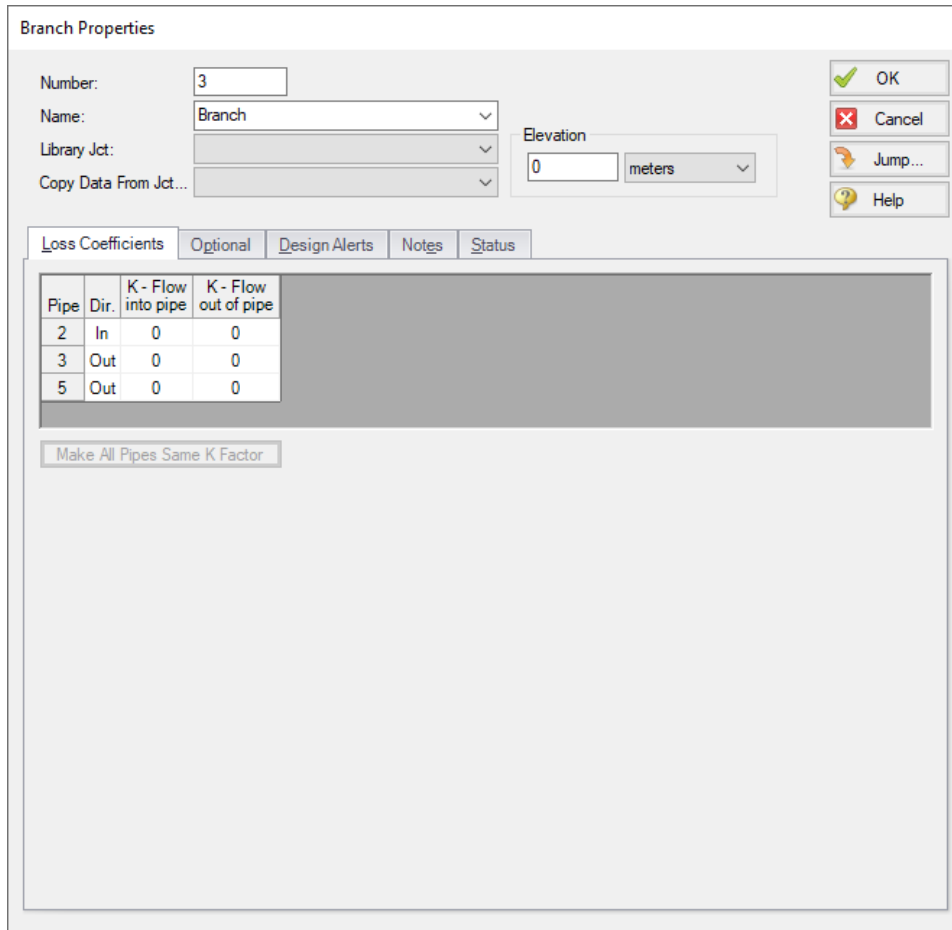 Branch Properties
Number: 3
OK
Name: Branch
Cancel
Library Jct:
Elevation
0 meters
Jump...
Copy Data From Jct...
Help
Loss Coefficients Optional Design Alerts Notes Status
Pipe Dir. K - Flow into pipe K - Flow out of pipe
2 In 0 0
3 Out 0 0
5 Out 0 0
Make All Pipes Same K Factor